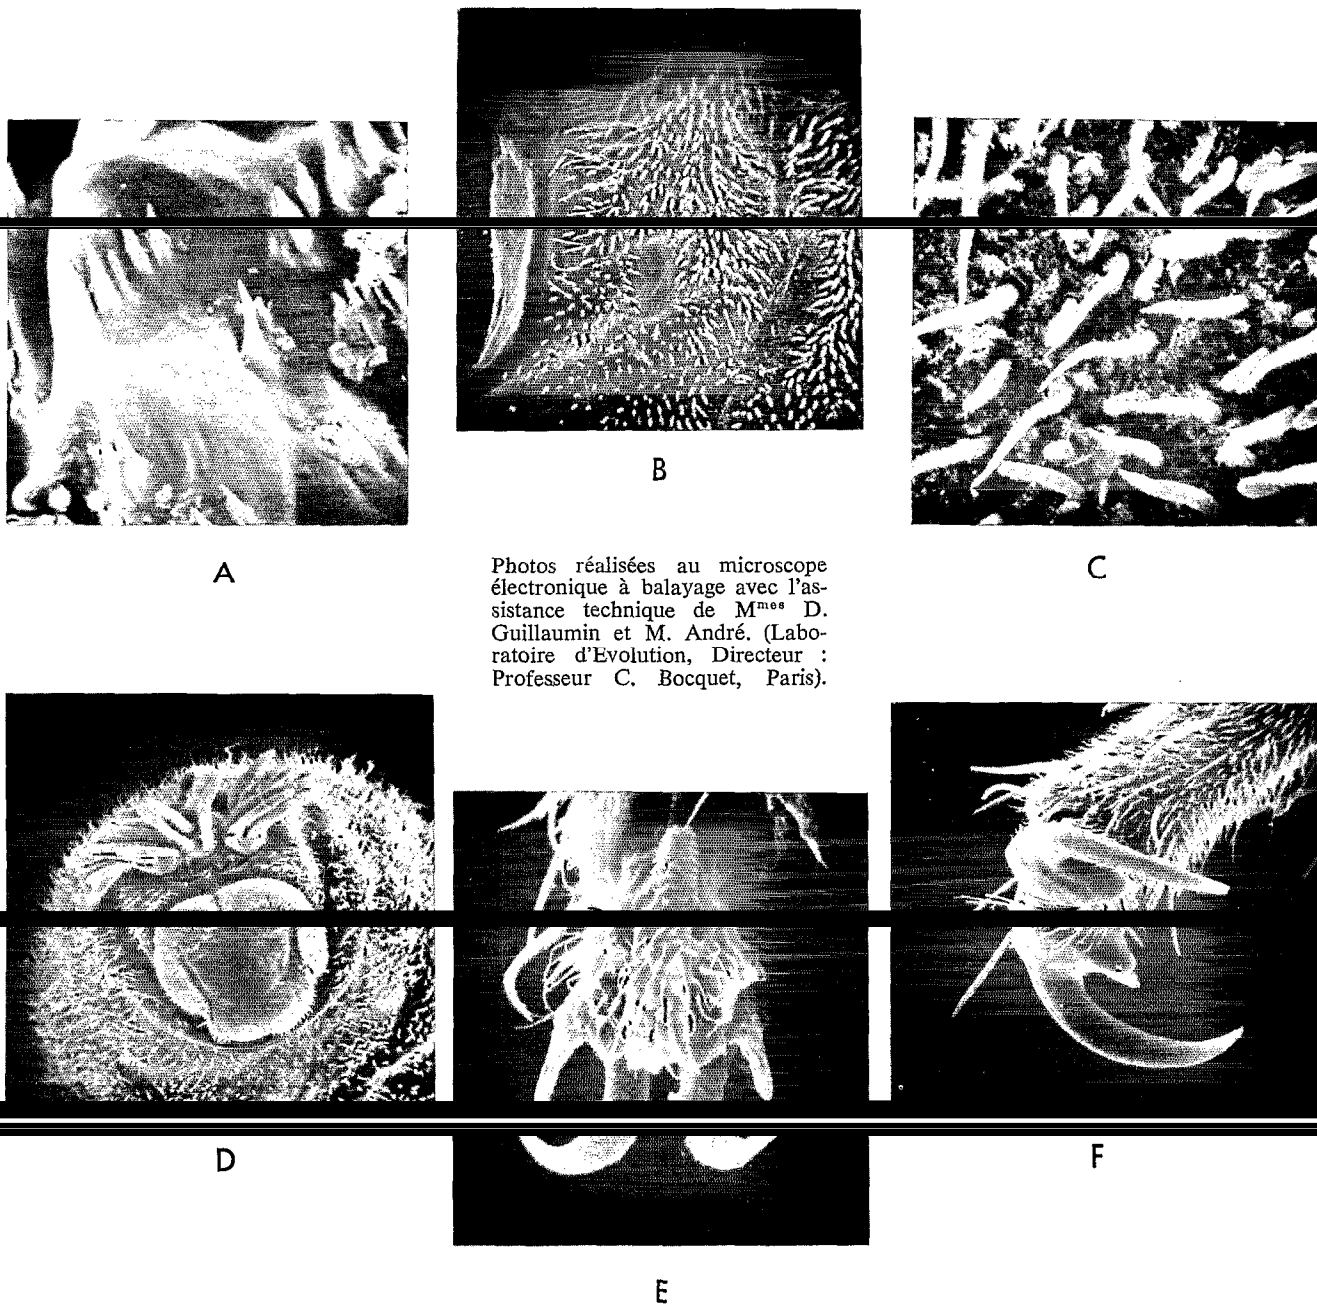 B
A
C
Photos réalisées au microscope
électronique à balayage avec l'as-
sistance technique de Mmes D.
Guillaumin et M. André. (Labo-
ratoire d'Evolution, Directeur :
Professeur C. Bocquet, Paris).
D
F
E